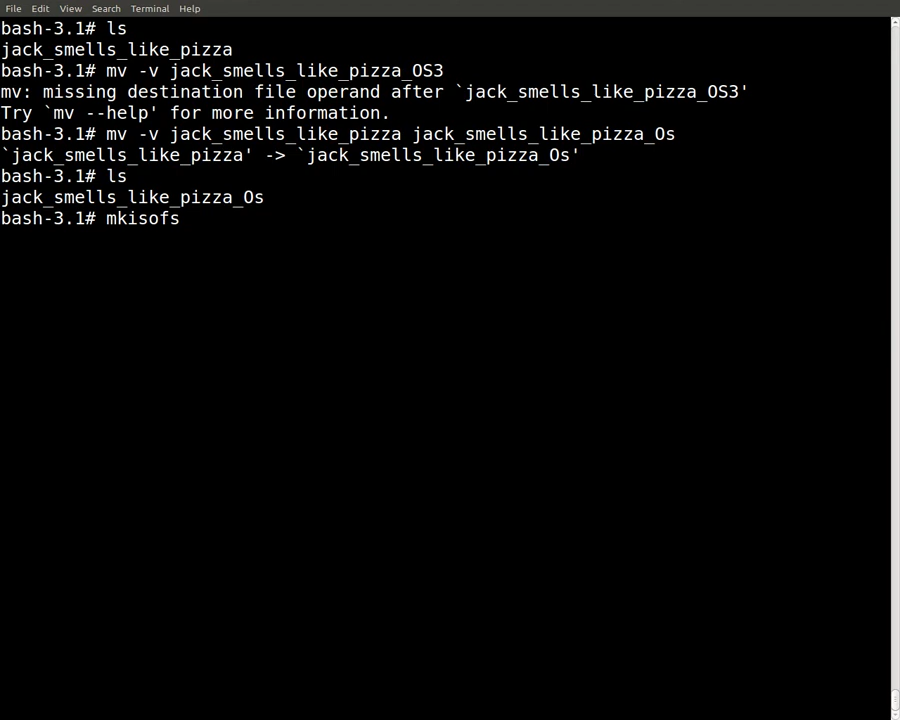 File Edit View Search Terminal Help
bash-3.1# ls
jack_smells_like_pizza
bash-3.1# mv -v jack_smells_like_pizza_OS3
mv: missing destination file operand after `jack_smells_like_pizza_OS3'
Try `mv --help' for more information.
bash-3.1# mv -v jack_smells_like_pizza jack_smells_like_pizza_Os
`jack_smells_like_pizza' -> `jack_smells_like_pizza_Os'
bash-3.1# ls
jack_smells_like_pizza_Os
bash-3.1# mkisofs